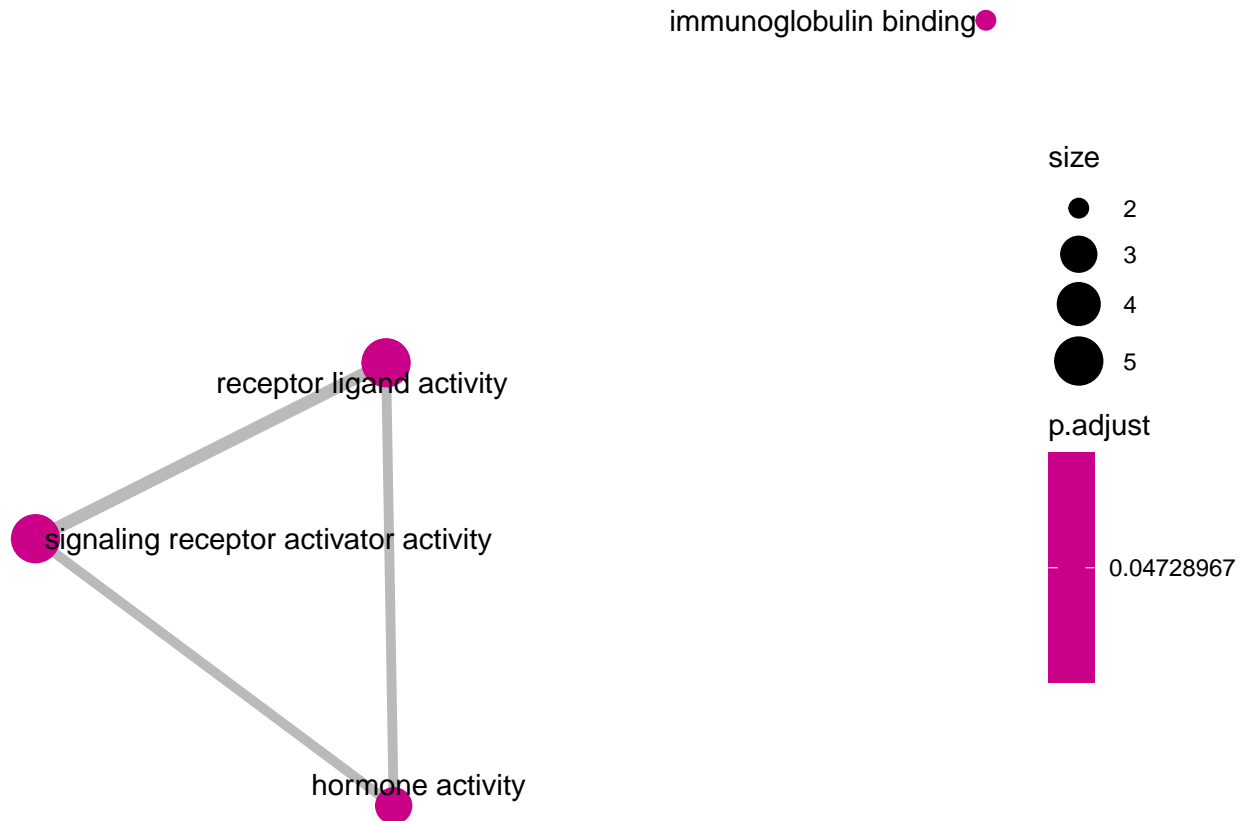 immunoglobulin binding
size
2
3
4
5
receptor ligand activity
p.adjust
signaling receptor activator activity
0.04728967
hormone activity